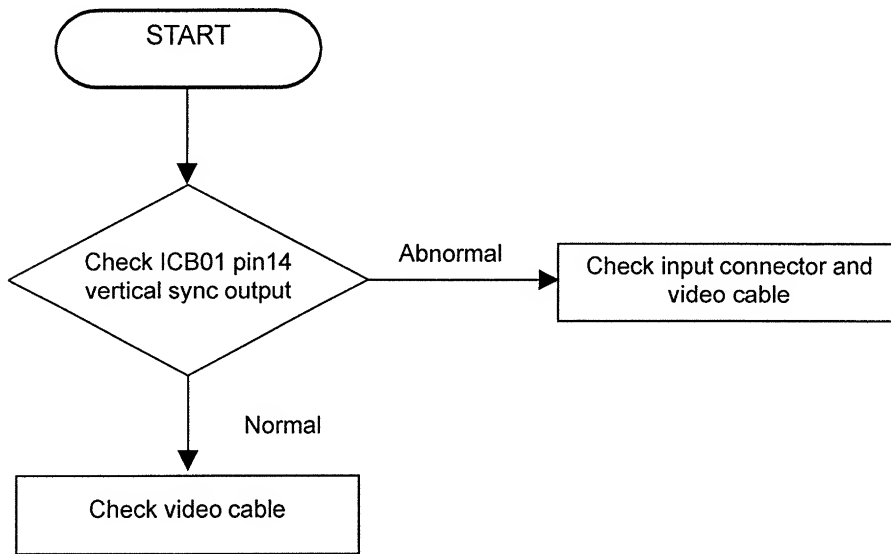 START
Check ICB01 pin14
vertical sync output
Abnormal
Check input connector and
video cable
Normal
Check video cable